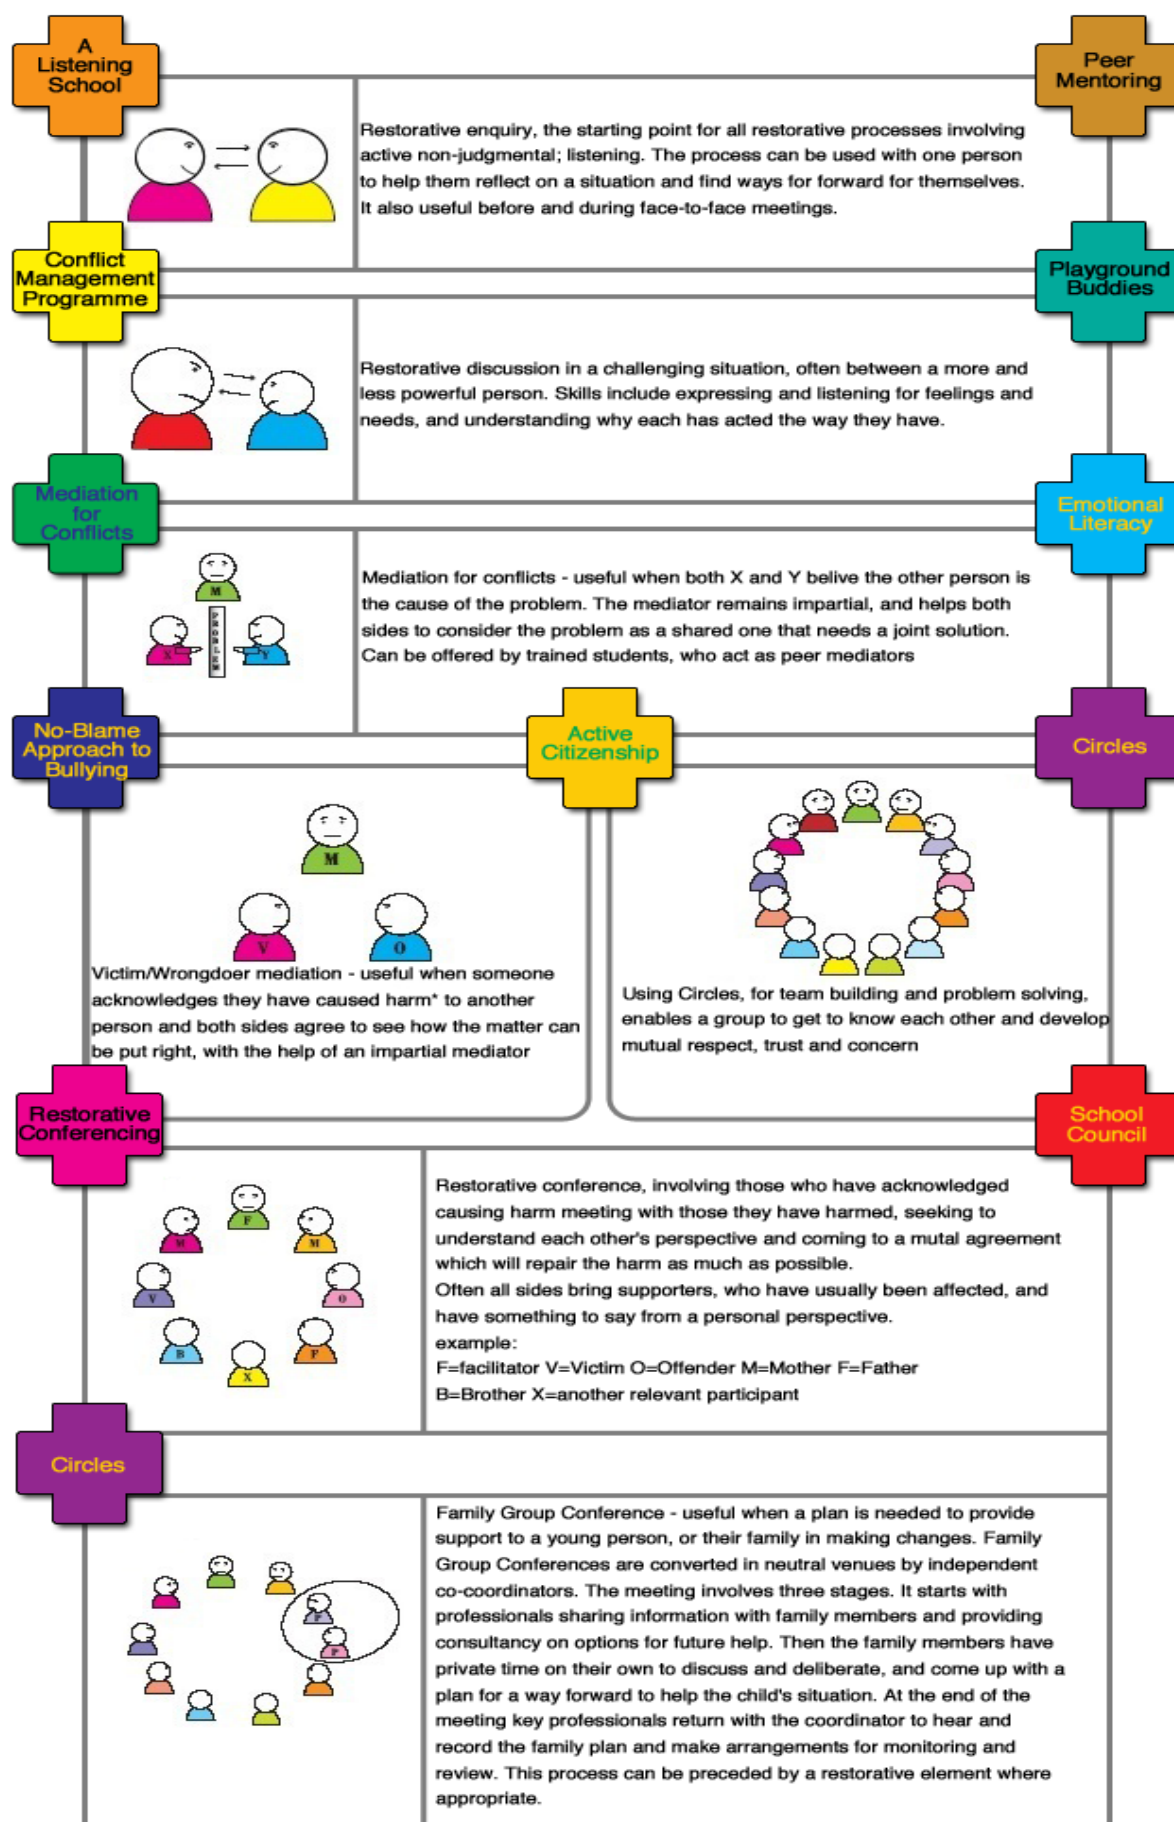 A
Listening
School
Peer
Mentoring
Restorative enquiry, the starting point for all restorative processes involving
active non-judgmental; listening. The process can be used with one person
to help them reflect on a situation and find ways for forward for themselves.
It also useful before and during face-to-face meetings.
Conflict
Management
Programme
Playground
Buddies
Restorative discussion in a challenging situation, often between a more and
less powerful person. Skills include expressing and listening for feelings and
needs, and understanding why each has acted the way they have.
Mediation
for
Conflicts
Emotional
Literacy
M
X
PROBLEM
Y
Mediation for conflicts - useful when both X and Y belive the other person is
the cause of the problem. The mediator remains impartial, and helps both
sides to consider the problem as a shared one that needs a joint solution.
Can be offered by trained students, who act as peer mediators
No-Blame
Approach to
Bullying
Active
Citizenship
Circles
M
V
O
Victim/Wrongdoer mediation - useful when someone
acknowledges they have caused harm* to another
person and both sides agree to see how the matter can
be put right, with the help of an impartial mediator
Using Circles, for team building and problem solving,
enables a group to get to know each other and develop
mutual respect, trust and concern
Restorative
Conferencing
School
Council
F
M
M
V
O
B
F
X
Restorative conference, involving those who have acknowledged
causing harm meeting with those they have harmed, seeking to
understand each other's perspective and coming to a mutal agreement
which will repair the harm as much as possible.
Often all sides bring supporters, who have usually been affected, and
have something to say from a personal perspective.
example:
F=facilitator V=Victim O=Offender M=Mother F=Father
B=Brother X=another relevant participant
Circles
P
P
Family Group Conference - useful when a plan is needed to provide
support to a young person, or their family in making changes. Family
Group Conferences are converted in neutral venues by independent
co-coordinators. The meeting involves three stages. It starts with
professionals sharing information with family members and providing
consultancy on options for future help. Then the family members have
private time on their own to discuss and deliberate, and come up with a
plan for a way forward to help the child's situation. At the end of the
meeting key professionals return with the coordinator to hear and
record the family plan and make arrangements for monitoring and
review. This process can be preceded by a restorative element where
appropriate.